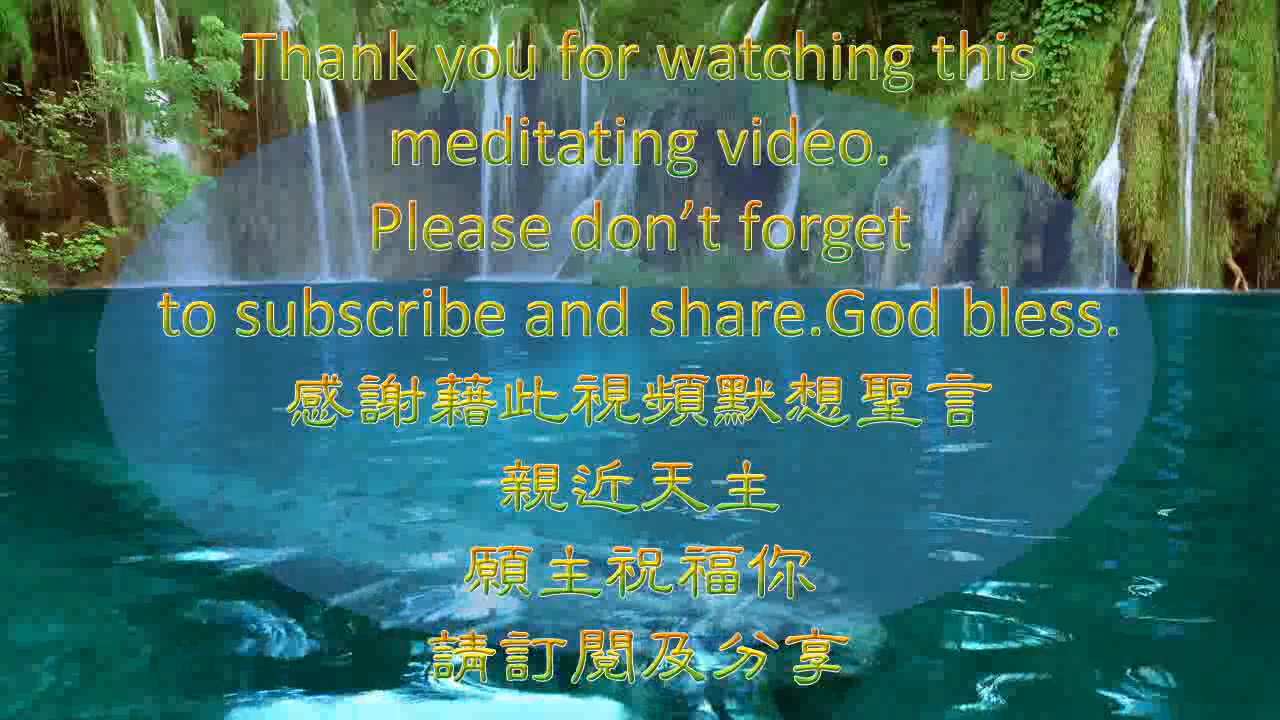 Thank you for watching this
meditating video.
Please don’t forget
to subscribe and share.God bless.
感謝藉此視頻默想聖言
親近天主
願主祝福你
請訂閱及分享